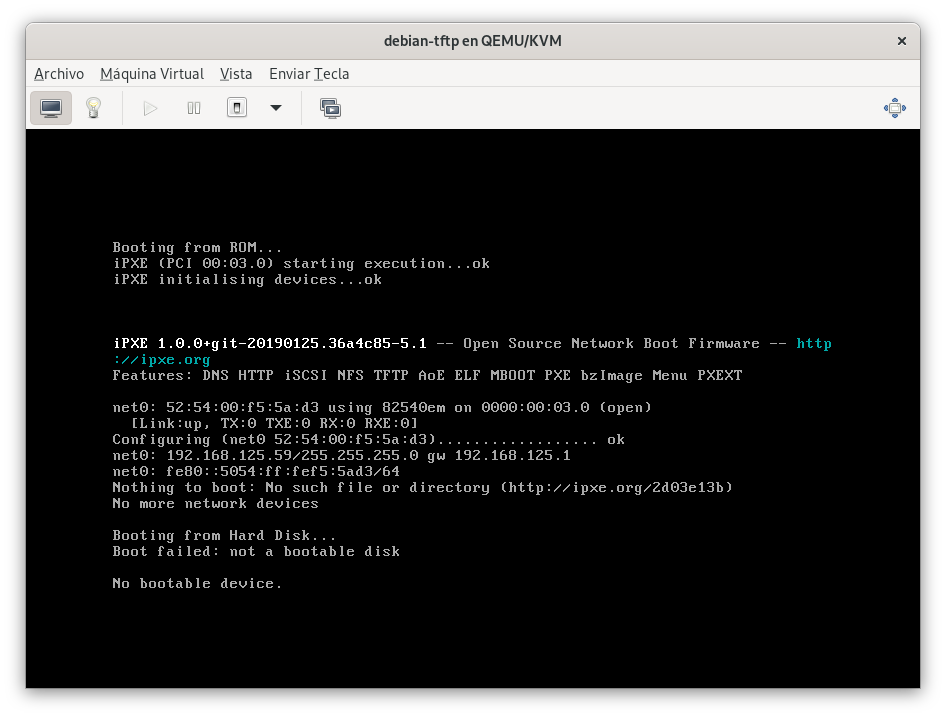 debian-tftp en QEMU/KVM
Archivo Máquina Virtual Vista Enviar Tecla
Booting from ROM...
iPXE (PCI 00:03.0) starting execution...ok
iPXE initialising devices...ok
iPXE 1.0.0+git-20190125.36a4c85-5.1 -- Open Source Network Boot Firmware -- http
://ipxe.org
Features: DNS HTTP iSCSI NFS TFTP AoE ELF MBOOT PXE bzImage Menu PXEXT
net0: 52:54:00:f5:5a:d3 using 82540em on 0000:00:03.0 (open)
[Link:up, TX:0 TXE:0 RX:0 RXE:0]
Configuring (net0 52:54:00:f5:5a:d3).................. ok
net0: 192.168.125.59/255.255.255.0 gw 192.168.125.1
net0: fe80::5054:ff:fef5:5ad3/64
Nothing to boot: No such file or directory (http://ipxe.org/2d03e13b)
No more network devices
Booting from Hard Disk...
Boot failed: not a bootable disk
No bootable device.